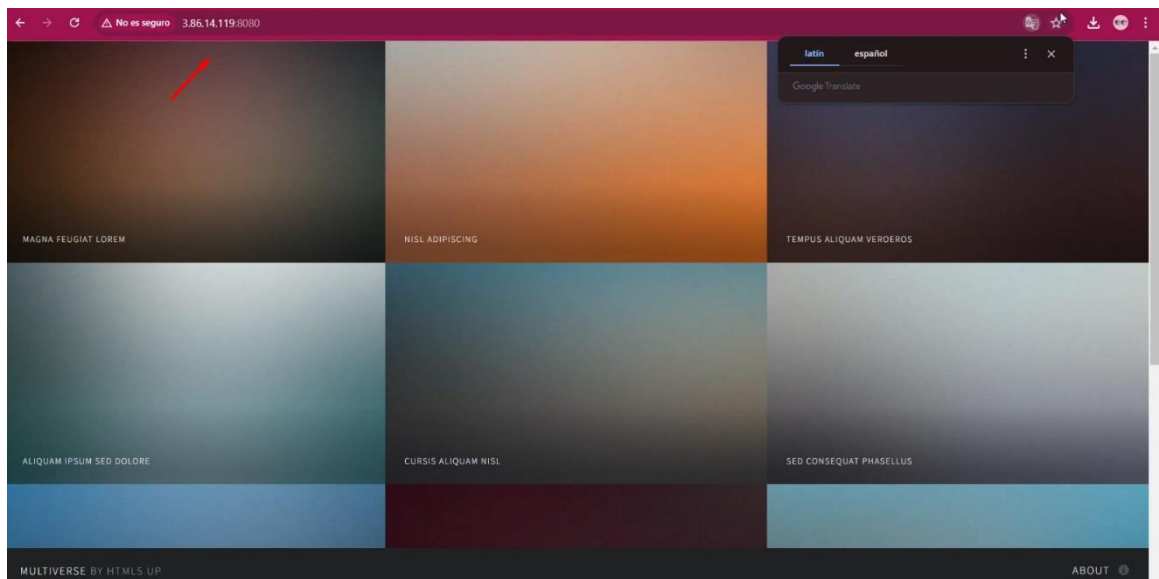 No es seguro 3.86.14.119:8080
latín español
Google Translate
MAGNA FEUGIAT LOREM
NISL ADIPISCING
TEMPUS ALIQUAM VEROEROS
ALIQUAM IPSUM SED DOLORE
CURSIS ALIQUAM NISL
SED CONSEQUAT PHASELLUS
MULTIVERSE BY HTML5 UP
ABOUT